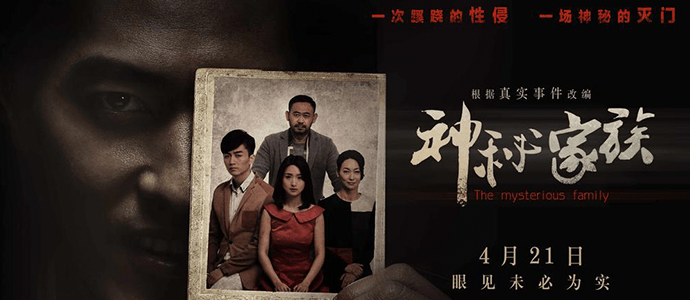 一次蹊跷的性侵 一场神秘的灭门
根据真实事件改编
神秘家族
The mysterious family
4月21日
眼见未必为实